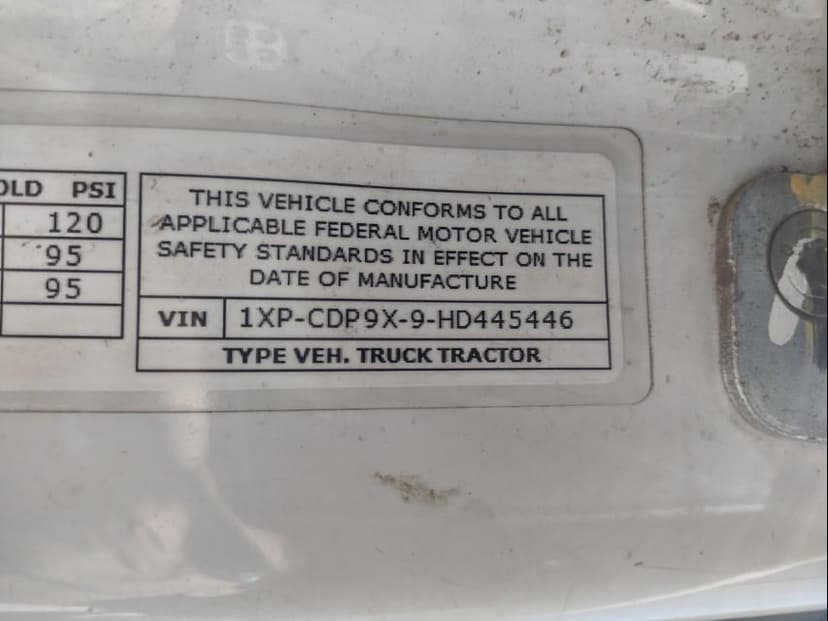 OLD PSI
120
95
95
THIS VEHICLE CONFORMS TO ALL
APPLICABLE FEDERAL MOTOR VEHICLE
SAFETY STANDARDS IN EFFECT ON THE
DATE OF MANUFACTURE
VIN 1XP-CDP9X-9-HD445446
TYPE VEH. TRUCK TRACTOR